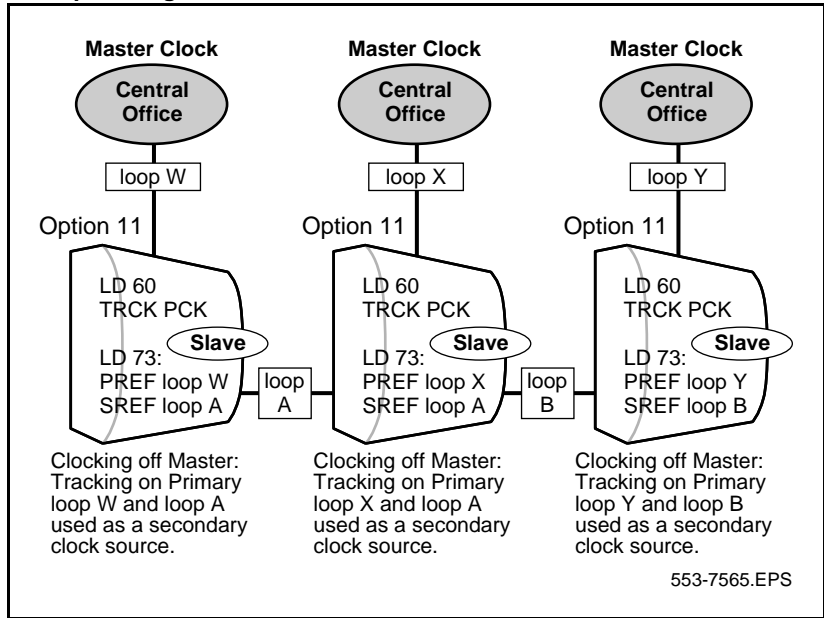 Master Clock
Central
Office
loop W
Option 11
LD 60
TRCK PCK
Slave
LD 73:
PREF loop W
SREF loop A
loop
A
Clocking off Master:
Tracking on Primary
loop W and loop A
used as a secondary
clock source.
Master Clock
Central
Office
loop X
Option 11
LD 60
TRCK PCK
Slave
LD 73:
PREF loop X
SREF loop A
loop
B
Clocking off Master:
Tracking on Primary
loop X and loop A
used as a secondary
clock source.
Master Clock
Central
Office
loop Y
Option 11
LD 60
TRCK PCK
Slave
LD 73:
PREF loop Y
SREF loop B
Clocking off Master:
Tracking on Primary
loop Y and loop B
used as a secondary
clock source.
553-7565.EPS